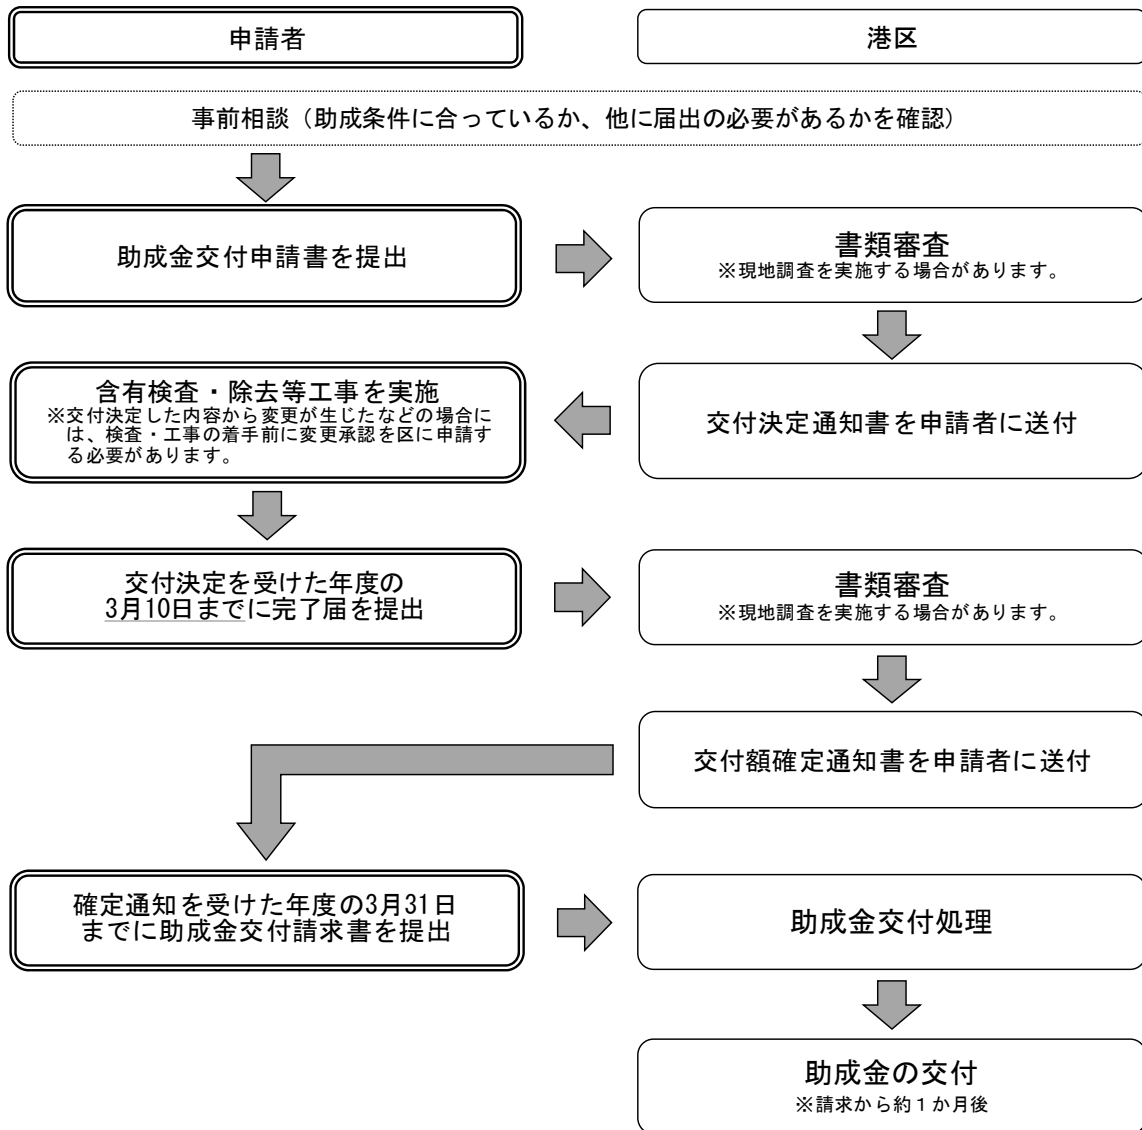 申請者
港区
事前相談（助成条件に合っているか、他に届出の必要があるかを確認）
助成金交付申請書を提出
書類審査
※現地調査を実施する場合があります。
含有検査・除去等工事を実施
※交付決定した内容から変更が生じたなどの場合に
は、検査・工事の着手前に変更承認を区に申請す
る必要があります。
交付決定通知書を申請者に送付
交付決定を受けた年度の
3月10日までに完了届を提出
書類審査
※現地調査を実施する場合があります。
交付額確定通知書を申請者に送付
確定通知を受けた年度の3月31日
までに助成金交付請求書を提出
助成金交付処理
助成金の交付
※請求から約１か月後